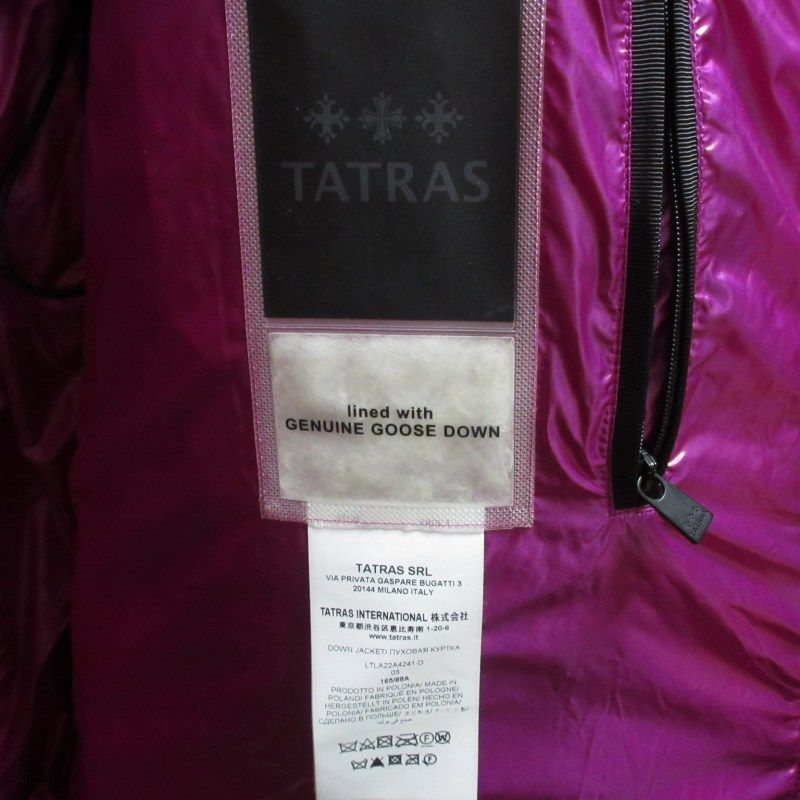 TATRAS
lined with
GENUINE GOOSE DOWN
TATRAS SRL
VIA PRIVATA GASPARE BUGATTI 3
20144 MILANO ITALY
TATRAS INTERNATIONAL 株式会社
東京都渋谷区恵比寿南 1-20-6
www.tatras.it
DOWN JACKET/ ПУХОВАЯ КУРТКА
LTLA22A4241-D
03
165/88A
PRODOTTO IN POLONIA/ MADE IN
POLAND/ FABRIQUÉ EN POLOGNE/
HERGESTELLT IN POLEN/ HECHO EN
POLONIA/ FABRICADO EM POLÓNIA/
СДЕЛАНО В ПОЛЬШЕ/
TATRAS